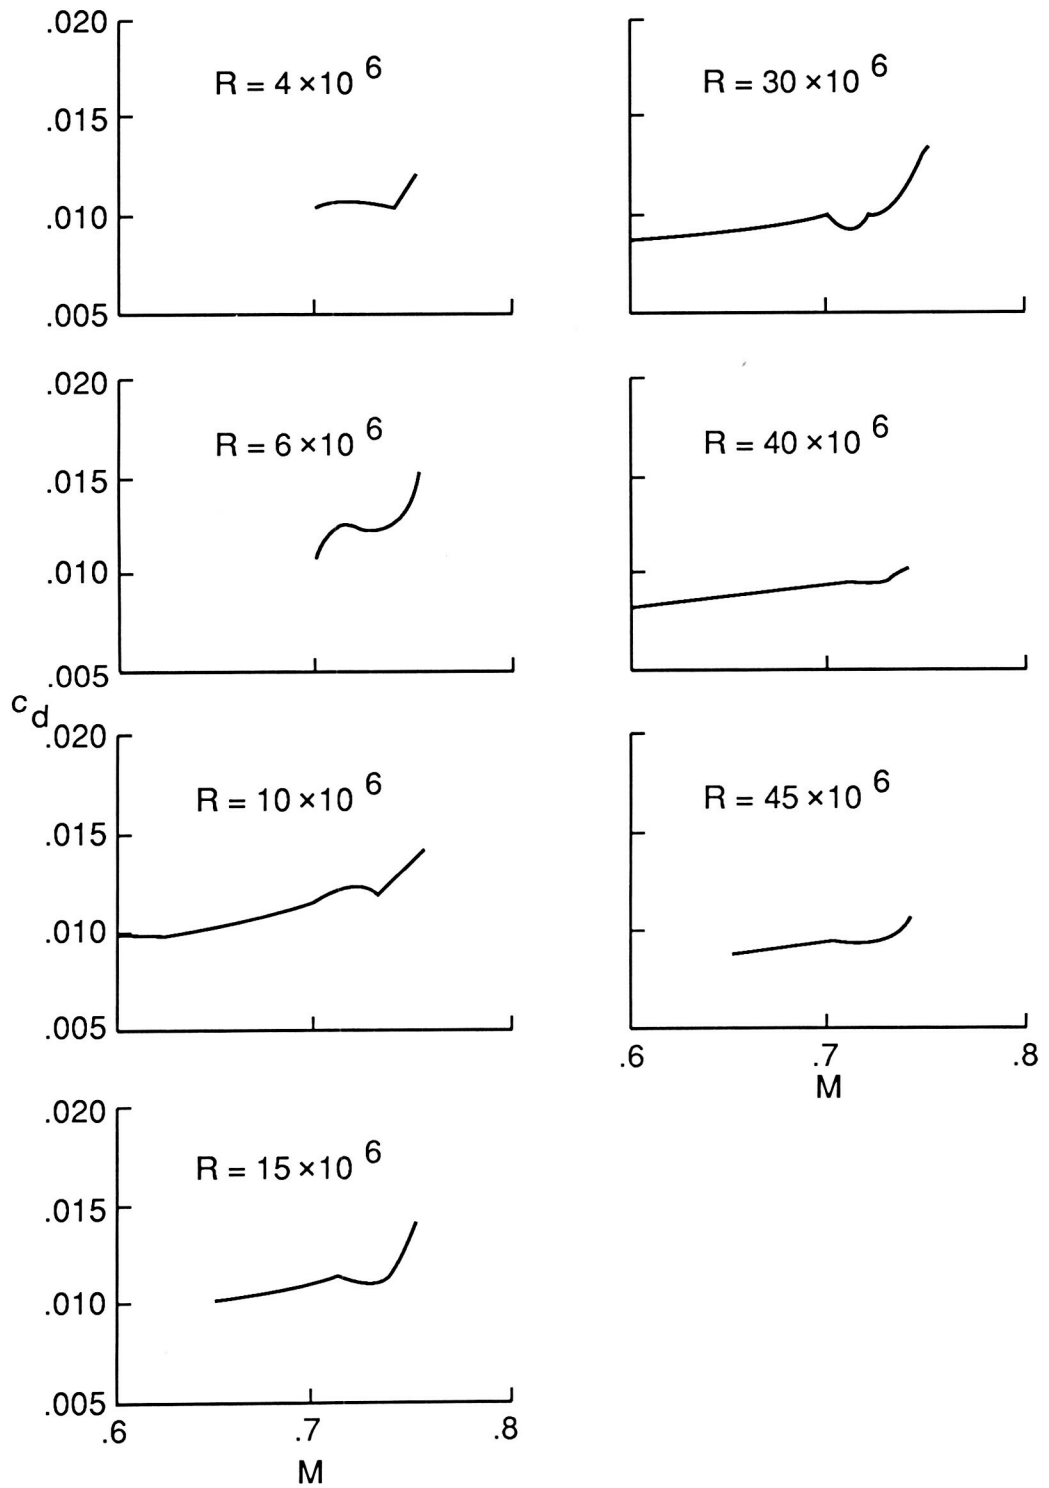 .020
R = 4 ×10 6
.015
.010
.005
.020
R = 6 ×10 6
.015
.010
.005
c d
.020
R = 10 ×10 6
.015
.010
.005
.020
R = 15 ×10 6
.015
.010
.005
.6 .7 .8
M
R = 30 ×10 6
R = 40 ×10 6
R = 45 ×10 6
.6 .7 .8
M